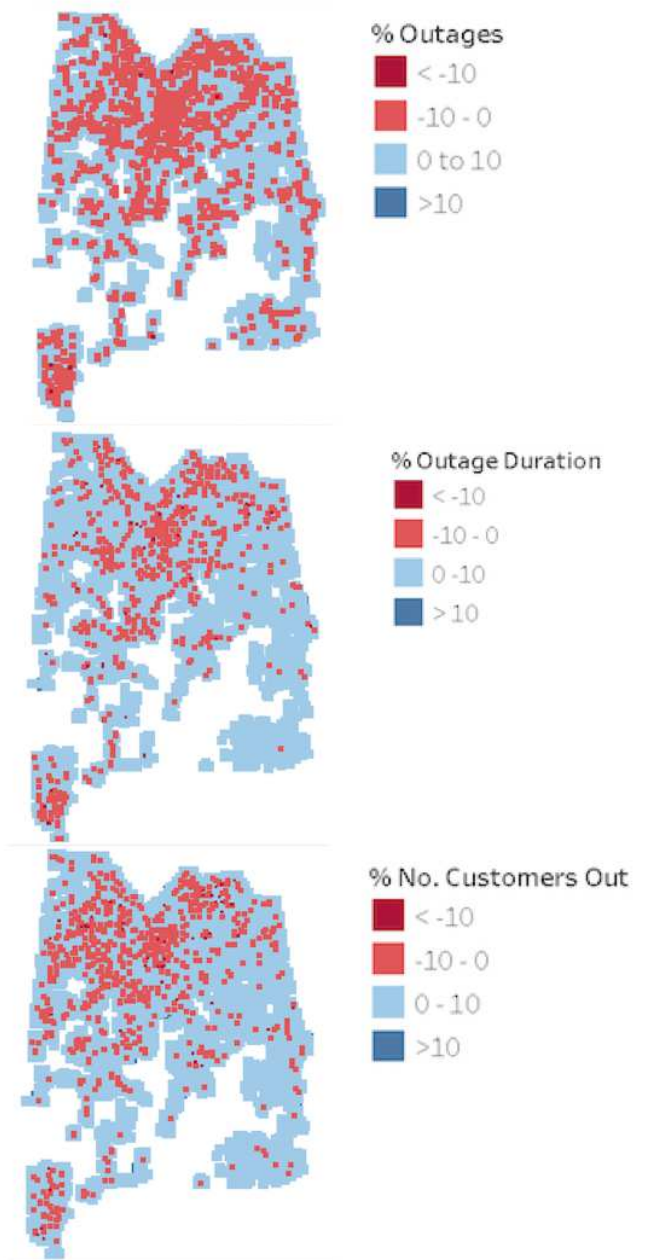 % Outages
< -10
-10 - 0
0 to 10
>10
% Outage Duration
< -10
-10 - 0
0 -10
> 10
% No. Customers Out
< -10
-10 - 0
0 - 10
>10